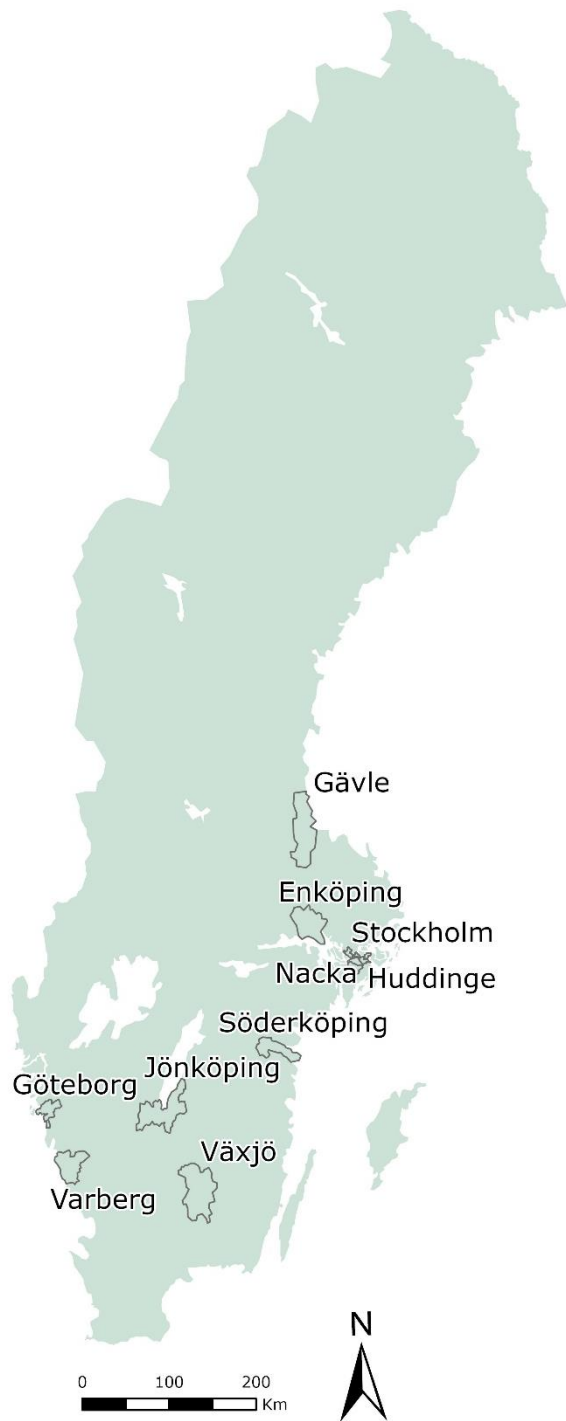 Gävle
Enköping
Stockholm
Nacka Huddinge
Söderköping
Jönköping
Göteborg
Växjö
Varberg
N
0 100 200
Km